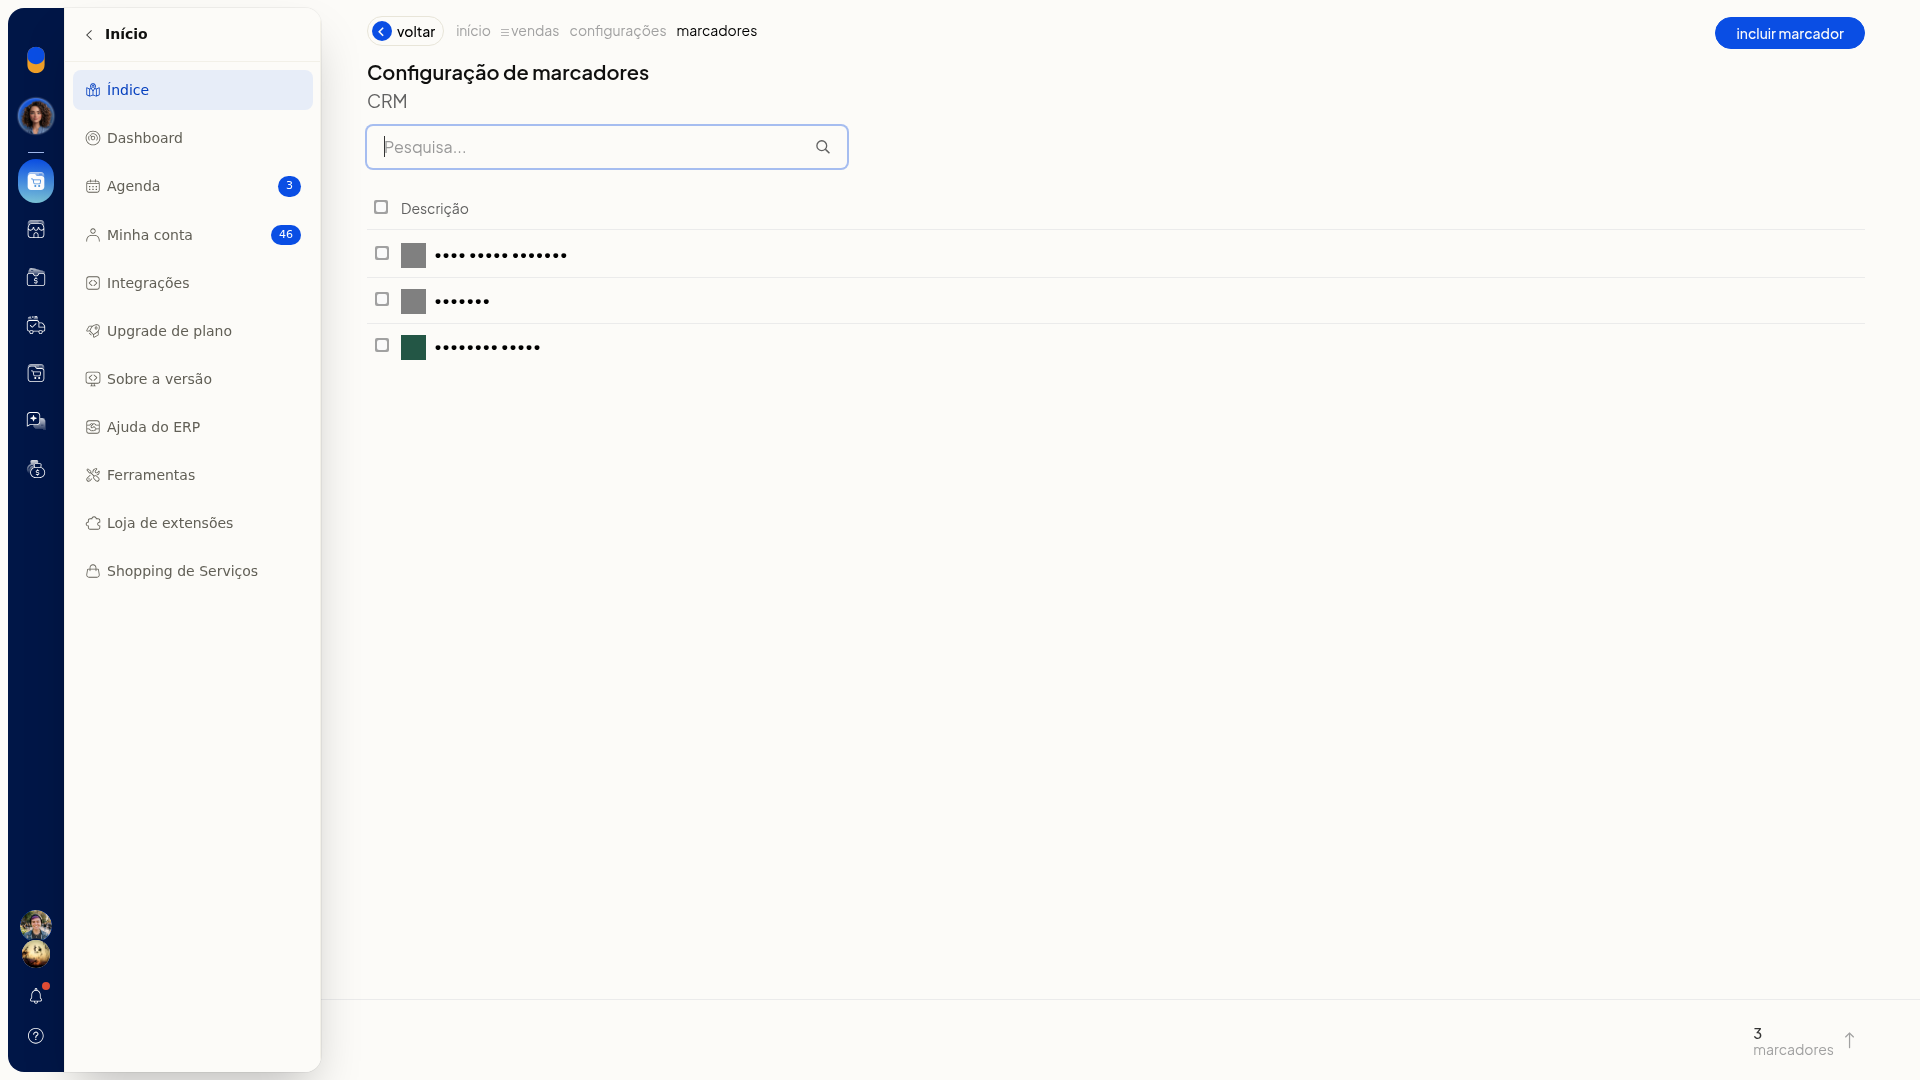 Início
Índice
Dashboard
Agenda 3
Minha conta 46
Integrações
Upgrade de plano
Sobre a versão
Ajuda do ERP
Ferramentas
Loja de extensões
Shopping de Serviços
voltar início vendas configurações marcadores
incluir marcador
Configuração de marcadores
CRM
Pesquisa...
Descrição
•••• ••••• •••••••
•••••••
•••••••• •••••
3
marcadores